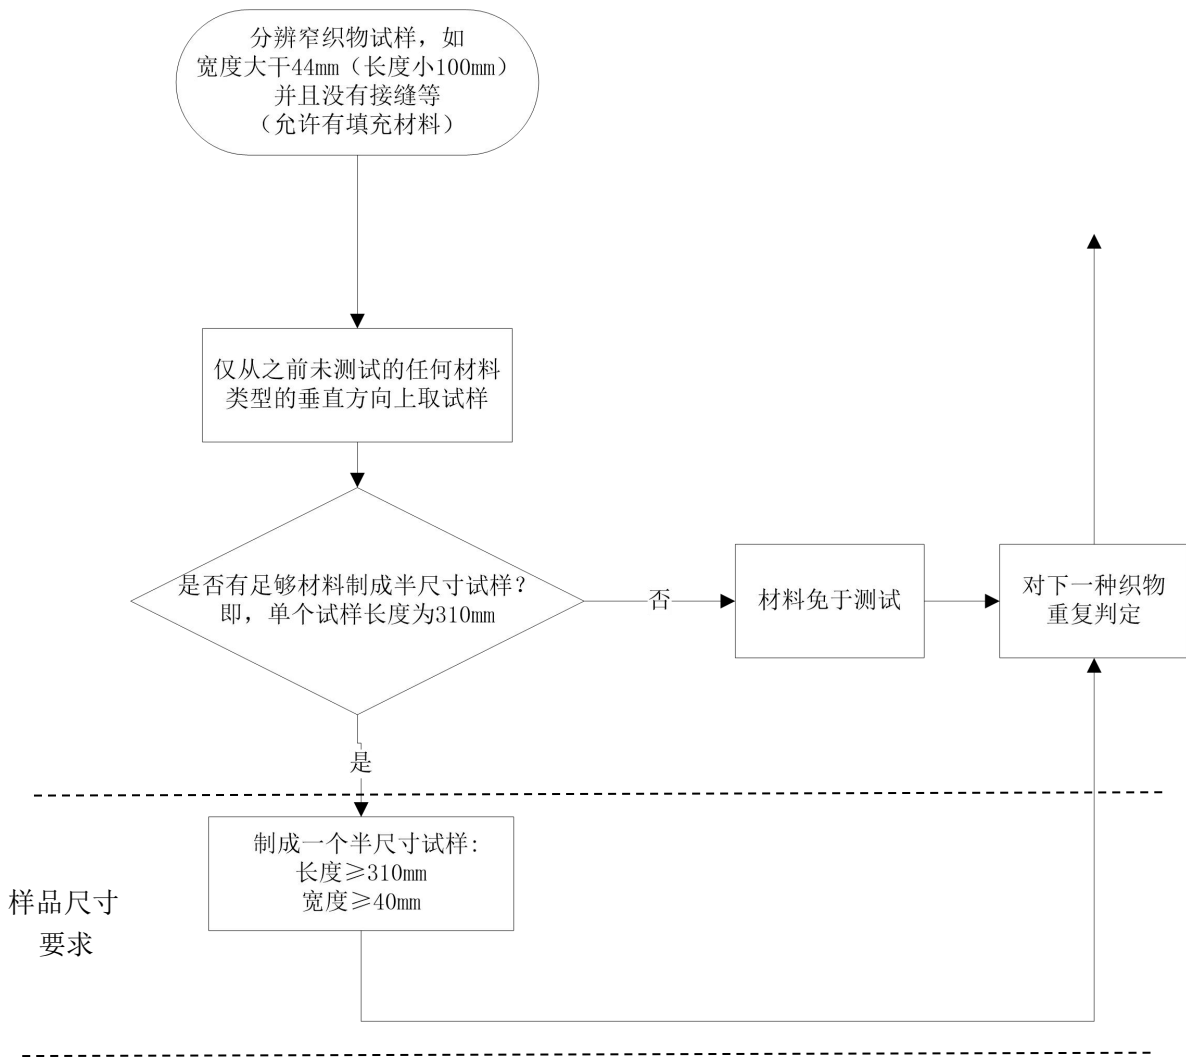 分辨窄织物试样，如
宽度大干44mm（长度小100mm）
并且没有接缝等
（允许有填充材料）
仅从之前未测试的任何材料
类型的垂直方向上取试样
是否有足够材料制成半尺寸试样？
即，单个试样长度为310mm
否
材料免于测试
对下一种织物
重复判定
是
制成一个半尺寸试样：
长度≥310mm
宽度≥40mm
样品尺寸
要求